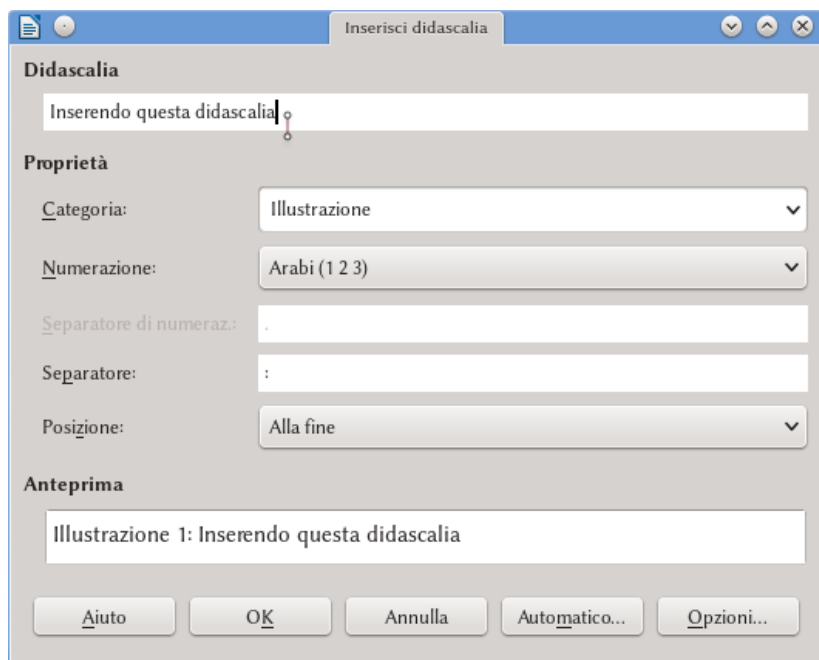 Inserisci didascalia
Didascalia
Inserendo questa didascalia
Proprietà
Categoria: Illustrazione
Numerazione: Arabi (1 2 3)
Separatore di numeraz.: .
Separatore: :
Posizione: Alla fine
Anteprima
Illustrazione 1: Inserendo questa didascalia
Aiuto OK Annulla Automatico... Opzioni...